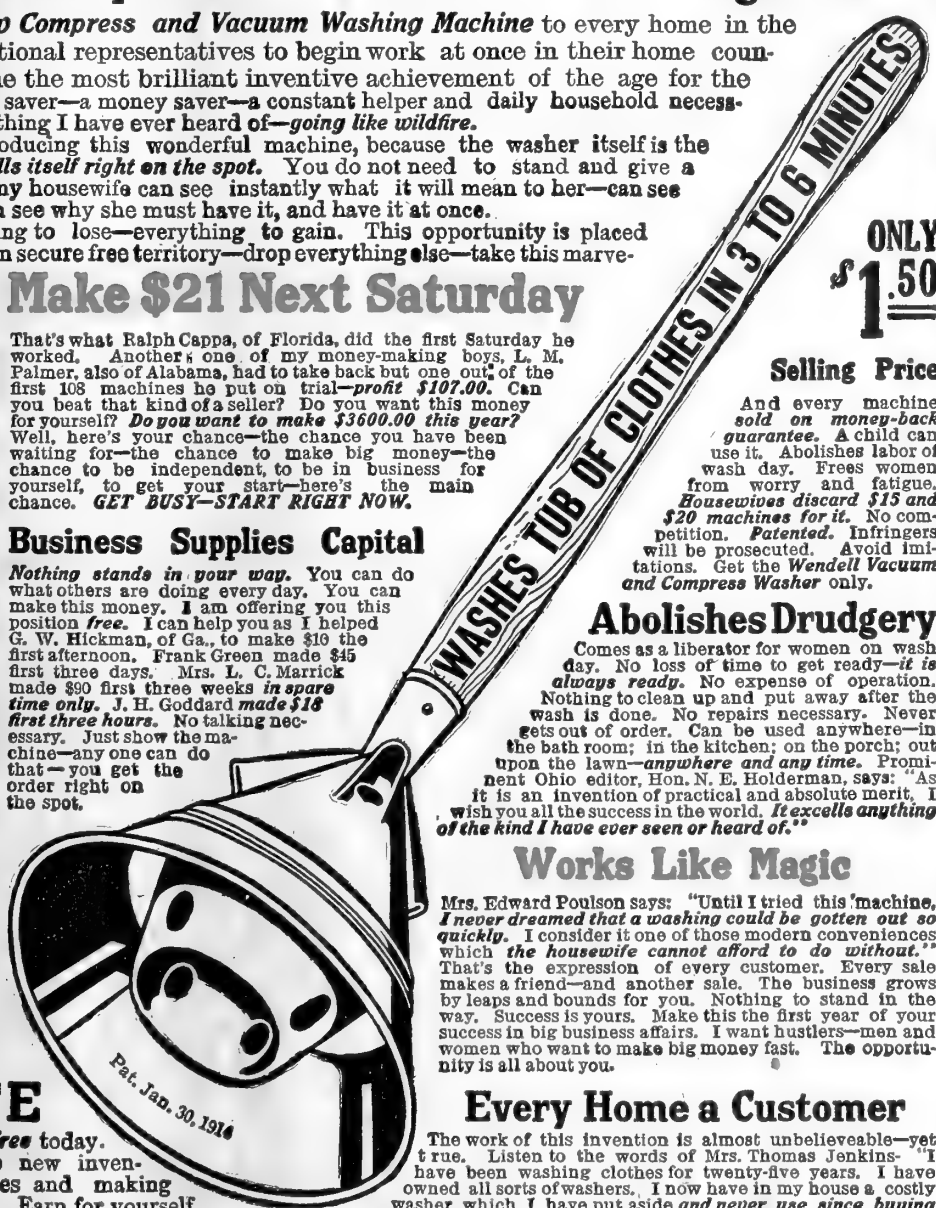 Compress and Vacuum Washing Machine to every home in the
tional representatives to begin work at once in their home coun-
e the most brilliant inventive achievement of the age for the
saver—a money saver—a constant helper and daily household necess-
thing I have ever heard of—going like wildfire.
oducing this wonderful machine, because the washer itself is the
lls itself right on the spot. You do not need to stand and give a
ny housewife can see instantly what it will mean to her—can see
see why she must have it, and have it at once.
ing to lose—everything to gain. This opportunity is placed
n secure free territory—drop everything else—take this marve-
Make $21 Next Saturday
That's what Ralph Cappa, of Florida, did the first Saturday he
worked. Another one of my money-making boys, L. M.
Palmer, also of Alabama, had to take back but one out of the
first 108 machines he put on trial—profit $107.00. Can
you beat that kind of a seller? Do you want this money
for yourself? Do you want to make $3600.00 this year?
Well, here's your chance—the chance you have been
waiting for—the chance to make big money—the
chance to be independent, to be in business for
yourself, to get your start—here's the main
chance. GET BUSY—START RIGHT NOW.
Business Supplies Capital
Nothing stands in your way. You can do
what others are doing every day. You can
make this money. I am offering you this
position free. I can help you as I helped
G. W. Hickman, of Ga., to make $10 the
first afternoon. Frank Green made $45
first three days. Mrs. L. C. Marrick
made $90 first three weeks in spare
time only. J. H. Goddard made $18
first three hours. No talking nec-
essary. Just show the ma-
chine—any one can do
that—you get the
order right on
the spot.
WASHES TUB OF CLOTHES IN 3 TO 6 MINUTES
Pat. Jan. 30, 1914
ONLY
$1.50
Selling Price
And every machine
sold on money-back
guarantee. A child can
use it. Abolishes labor of
wash day. Frees women
from worry and fatigue.
Housewives discard $15 and
$20 machines for it. No com-
petition. Patented. Infringers
will be prosecuted. Avoid imi-
tations. Get the Wendell Vacuum
and Compress Washer only.
Abolishes Drudgery
Comes as a liberator for women on wash
day. No loss of time to get ready—it is
always ready. No expense of operation.
Nothing to clean up and put away after the
wash is done. No repairs necessary. Never
gets out of order. Can be used anywhere—in
the bath room; in the kitchen; on the porch; out
upon the lawn—anywhere and any time. Promi-
nent Ohio editor, Hon. N. E. Holderman, says: "As
it is an invention of practical and absolute merit, I
wish you all the success in the world. It excells anything
of the kind I have ever seen or heard of."
Works Like Magic
Mrs. Edward Poulson says: "Until I tried this machine,
I never dreamed that a washing could be gotten out so
quickly. I consider it one of those modern conveniences
which the housewife cannot afford to do without."
That's the expression of every customer. Every sale
makes a friend—and another sale. The business grows
by leaps and bounds for you. Nothing to stand in the
way. Success is yours. Make this the first year of your
success in big business affairs. I want hustlers—men and
women who want to make big money fast. The opportu-
nity is all about you.
Every Home a Customer
The work of this invention is almost unbelieveable—yet
true. Listen to the words of Mrs. Thomas Jenkins- "I
have been washing clothes for twenty-five years. I have
owned all sorts of washers. I now have in my house a costly
washer which I have put aside and never use since buying
E
free today.
new inven-
es and making
Earn for yourself